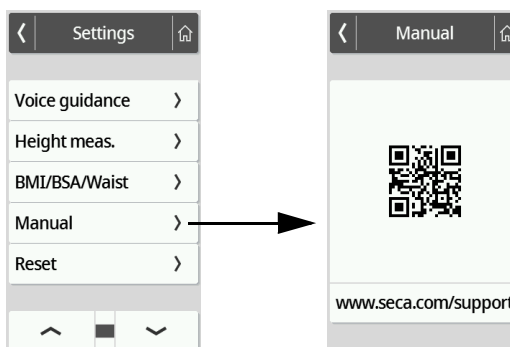 Settings
Voice guidance
Height meas.
BMI/BSA/Waist
Manual
Reset
Manual
www.seca.com/support